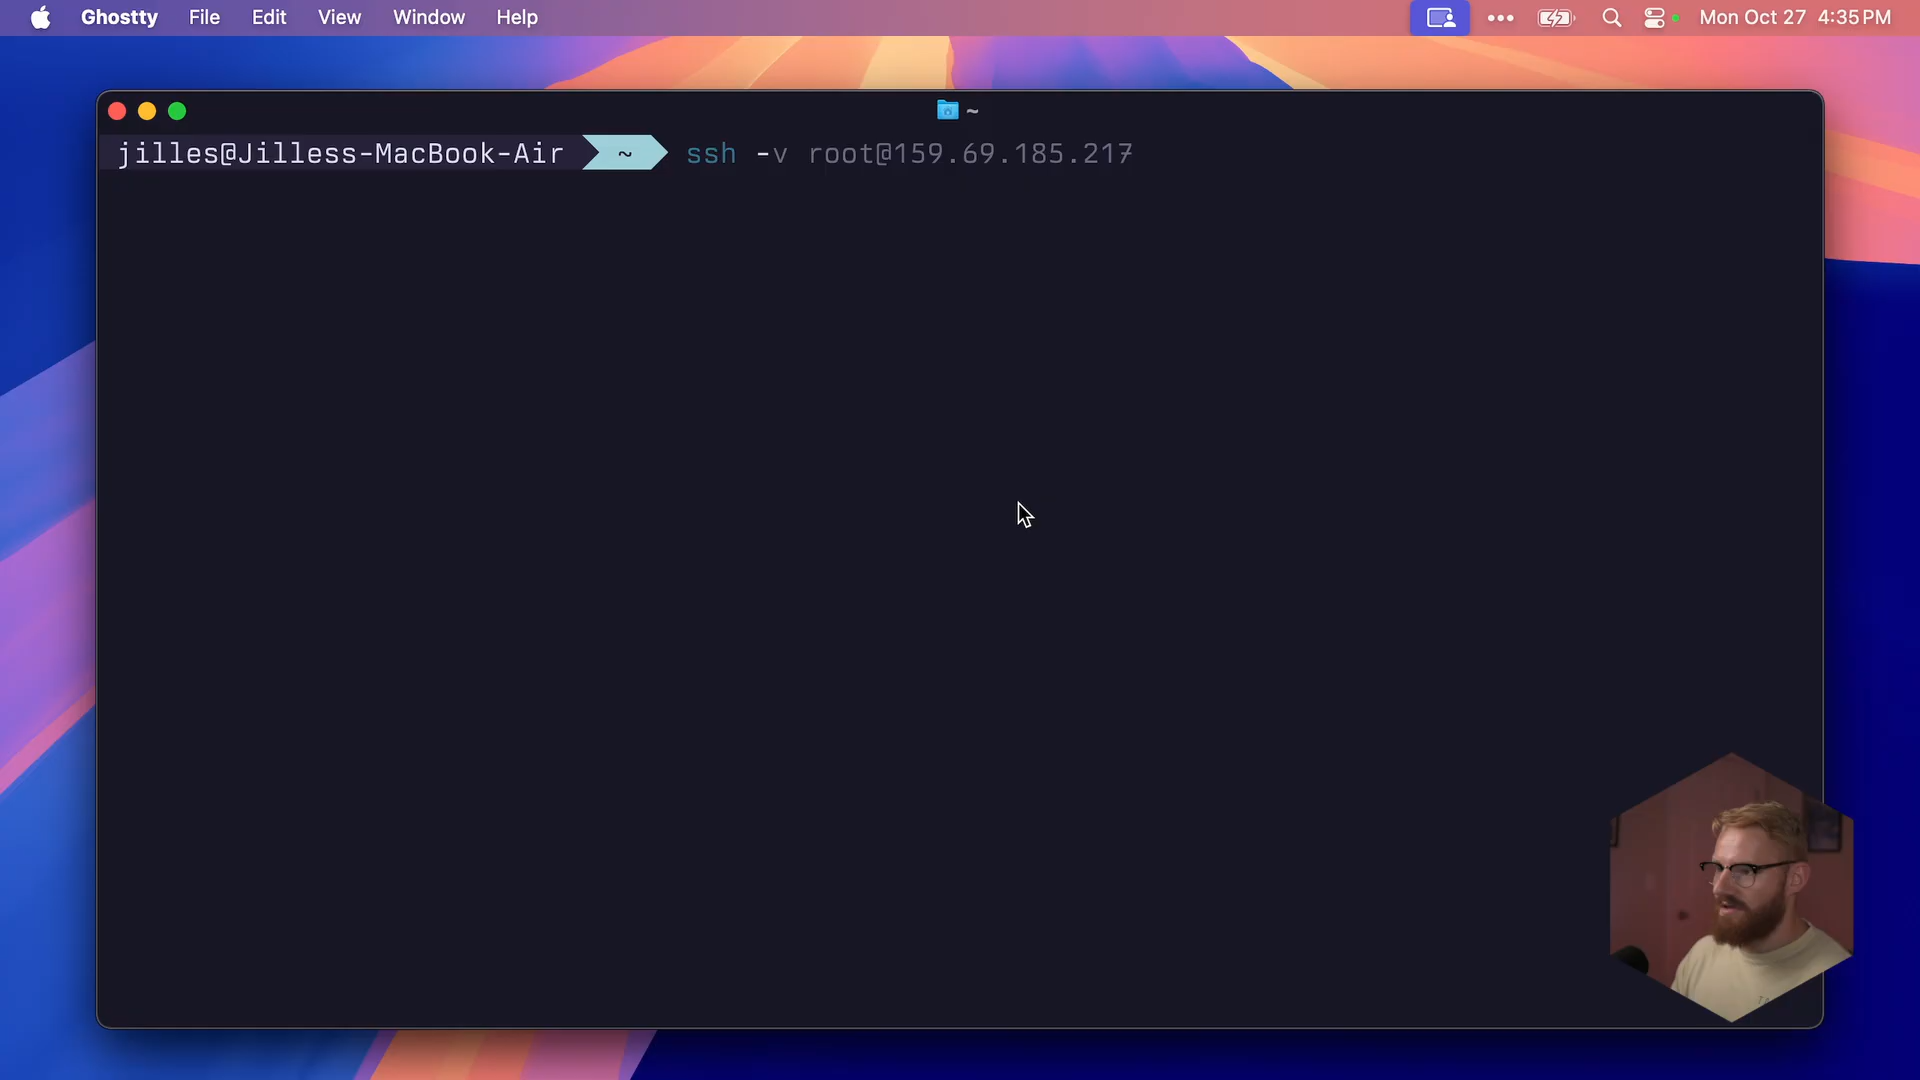 Ghostty File Edit View Window Help Mon Oct 27 4:35 PM
~
jilles@Jilless-MacBook-Air ~ ssh -v root@159.69.185.217